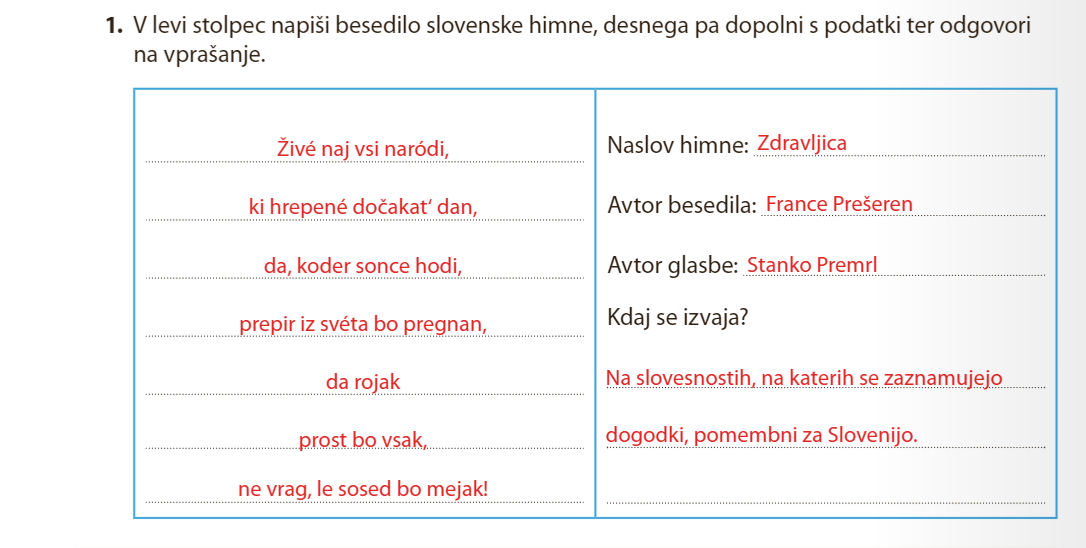 1. V levi stolpec napiši besedilo slovenske himne, desnega pa dopolni s podatki ter odgovori
na vprašanje.
Živé naj vsi naródi,
ki hrepené dočakat‘ dan,
da, koder sonce hodi,
prepir iz svéta bo pregnan,
da rojak
prost bo vsak,
ne vrag, le sosed bo mejak!
Naslov himne: Zdravljica
Avtor besedila: France Prešeren
Avtor glasbe: Stanko Premrl
Kdaj se izvaja?
Na slovesnostih, na katerih se zaznamujejo
dogodki, pomembni za Slovenijo.